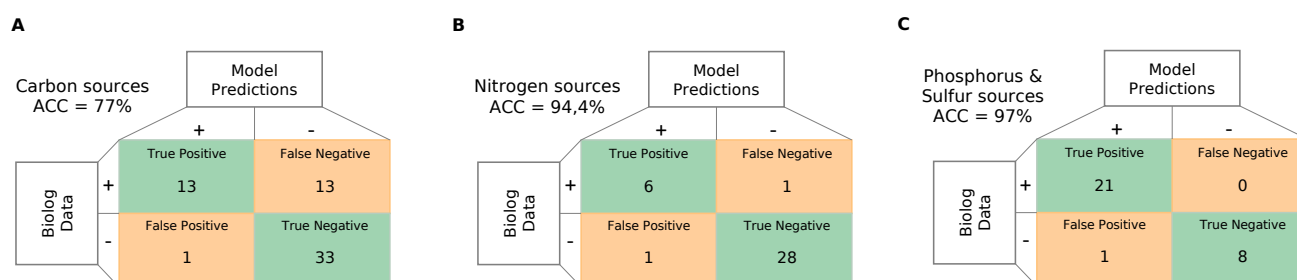 A
Carbon sources
ACC = 77%
Model
Predictions
+
-
Biolog
Data
+
-
True Positive
13
False Negative
13
False Positive
1
True Negative
33
B
Nitrogen sources
ACC = 94,4%
Model
Predictions
+
-
Biolog
Data
+
-
True Positive
6
False Negative
1
False Positive
1
True Negative
28
C
Phosphorus &
Sulfur sources
ACC = 97%
Model
Predictions
+
-
Biolog
Data
+
-
True Positive
21
False Negative
0
False Positive
1
True Negative
8